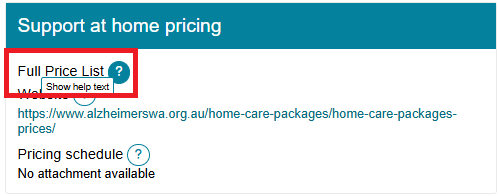 Support at home pricing
Full Price List ?
Show help text
Website ?
https://www.alzheimerswa.org.au/home-care-packages/home-care-packages-
prices/
Pricing schedule ?
No attachment available